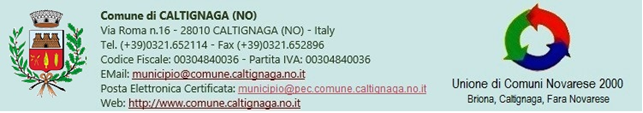 Comune di CALTIGNAGA (NO)
Via Roma n.16 - 28010 CALTIGNAGA (NO) - Italy
Tel. (+39)0321.652114 - Fax (+39)0321.652896
Codice Fiscale: 00304840036 - Partita IVA: 00304840036
EMail: municipio@comune.caltignaga.no.it
Posta Elettronica Certificata: municipio@pec.comune.caltignaga.no.it
Web: http://www.comune.caltignaga.no.it
Unione di Comuni Novarese 2000
Briona, Caltignaga, Fara Novarese